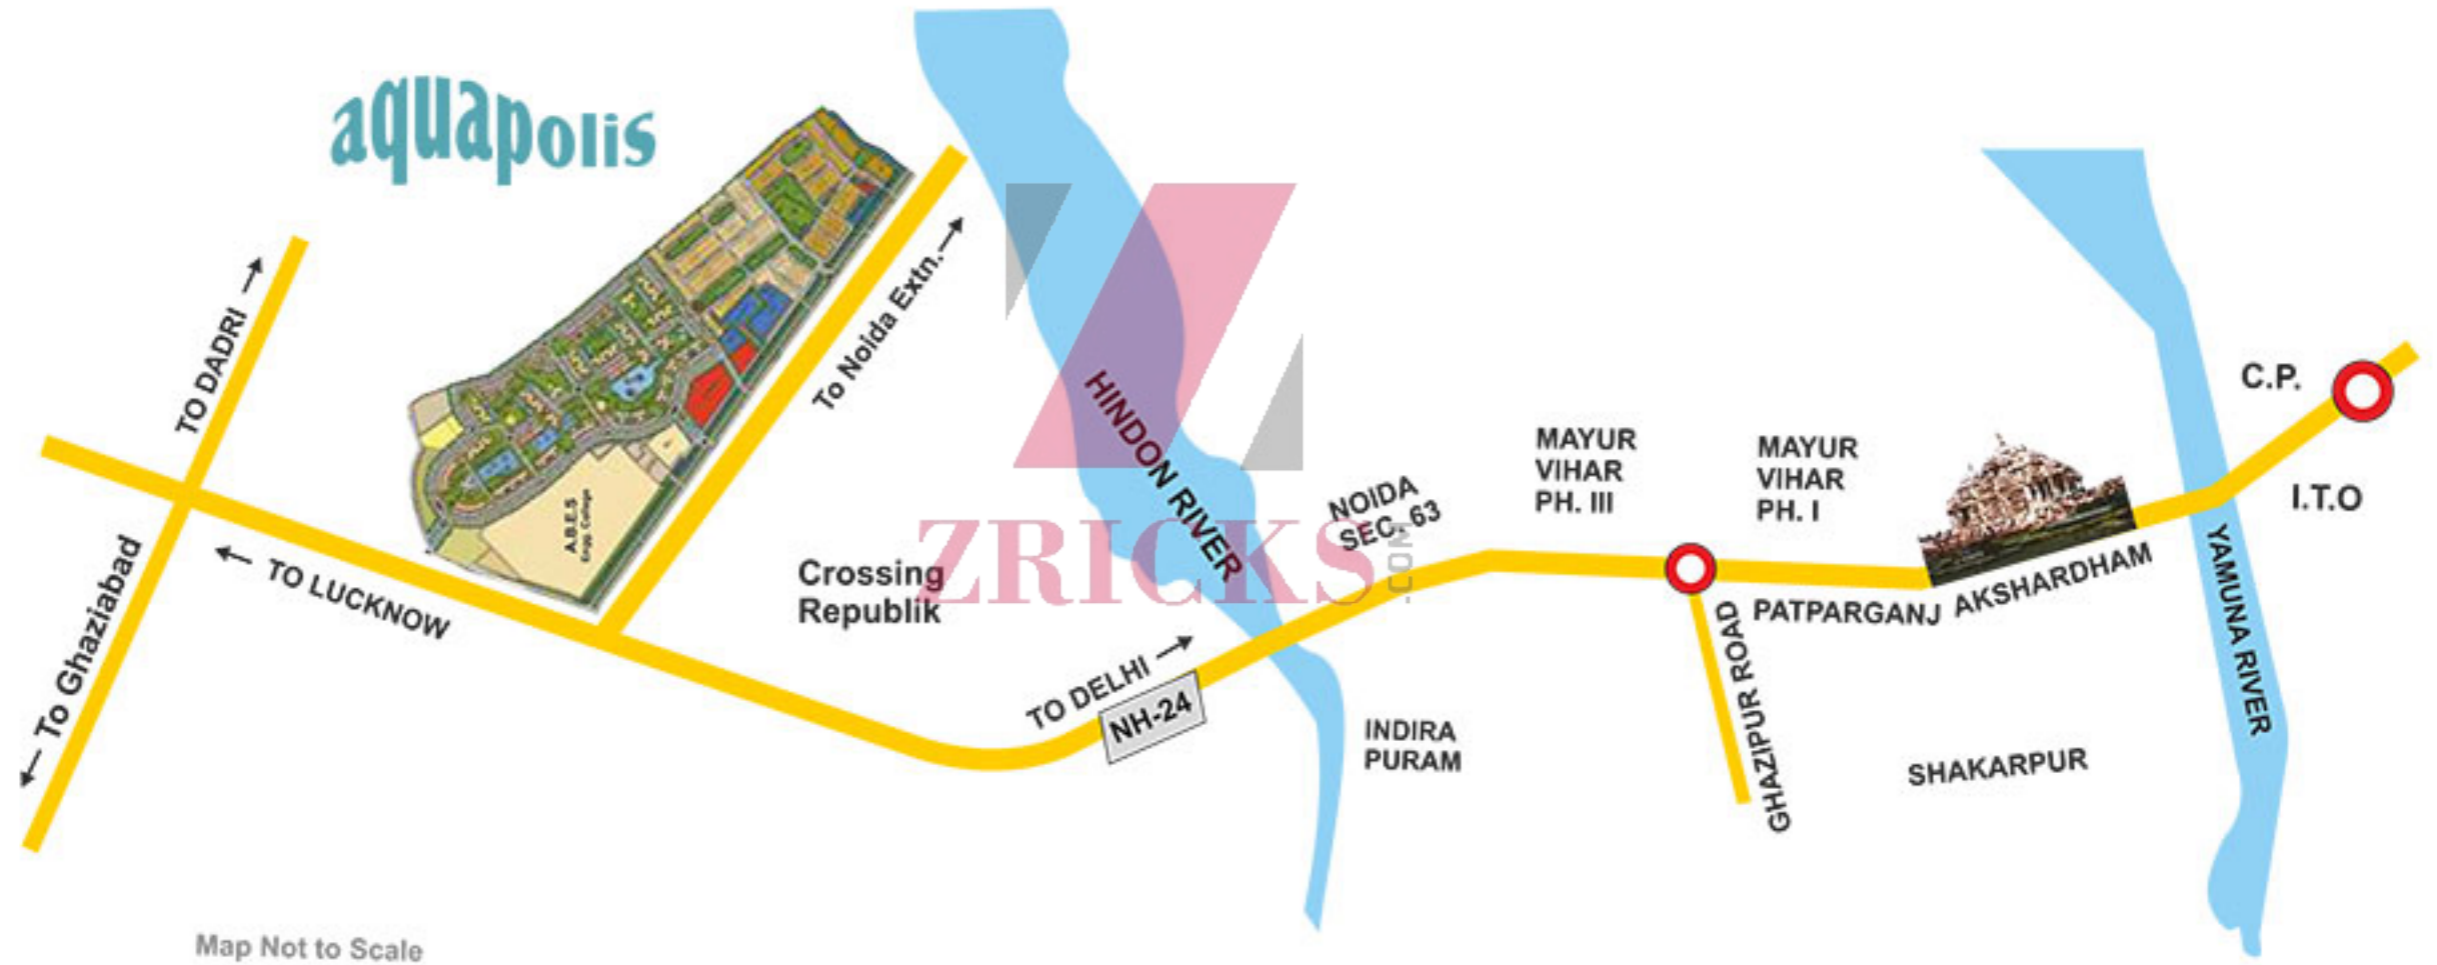 aquapolis
TO DADRI
To Noida Extn.
HINDON RIVER
C.P.
I.T.O
MAYUR
VIHAR
PH. III
MAYUR
VIHAR
PH. I
NOIDA
SEC. 63
A.B.E.S
Engg. College
TO LUCKNOW
To Ghaziabad
Crossing
Republik
ZRICKS
.COM
PATPARGANJ
AKSHARDHAM
YAMUNA RIVER
GHAZIPUR ROAD
TO DELHI
NH-24
INDIRA
PURAM
SHAKARPUR
Map Not to Scale